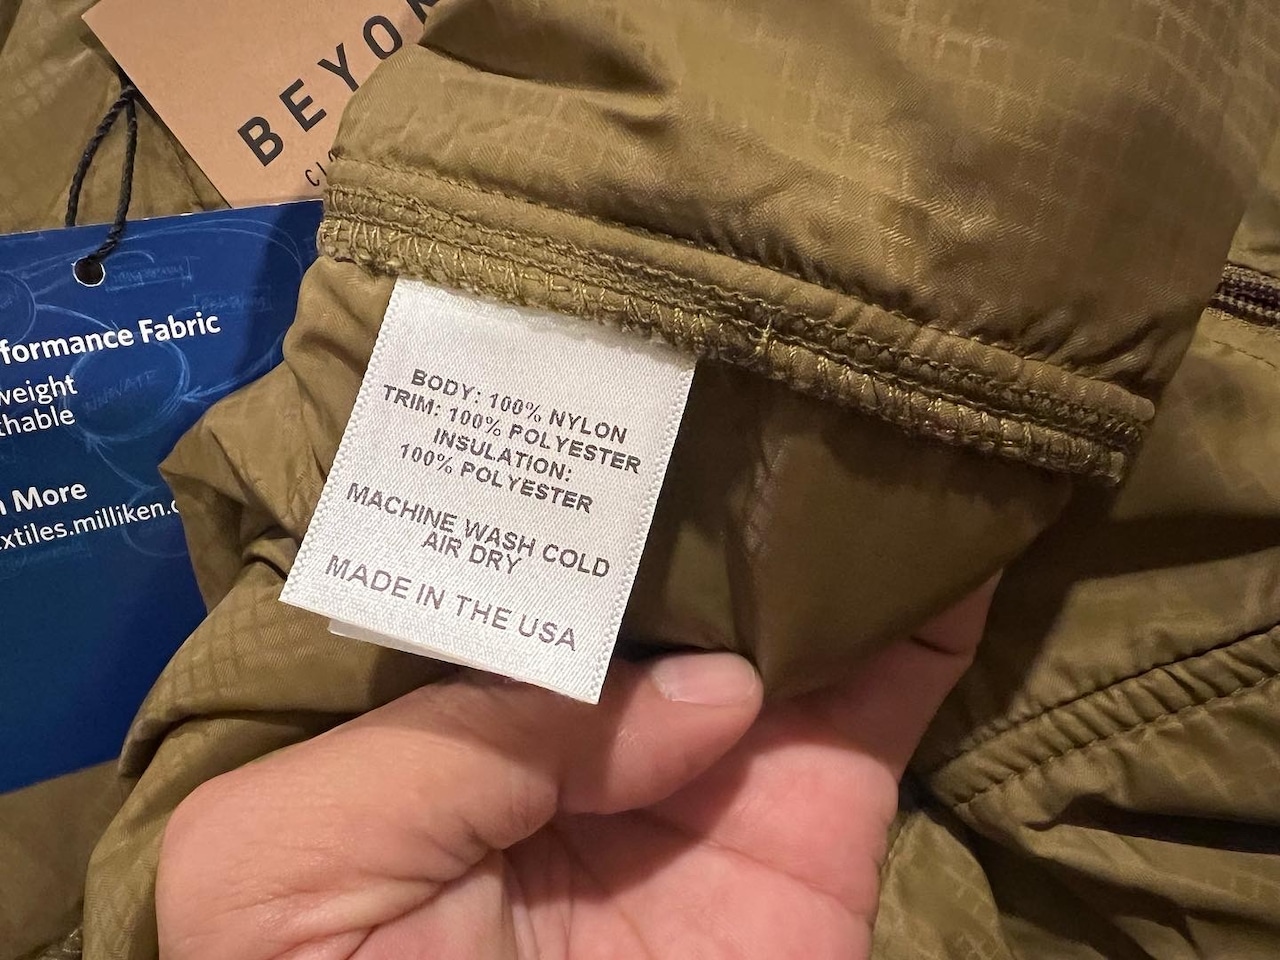 BEYON
formance Fabric
weight
thable
n More
xtiles.milliken.c
BODY: 100% NYLON
TRIM: 100% POLYESTER
INSULATION:
100% POLYESTER
MACHINE WASH COLD
AIR DRY
MADE IN THE USA